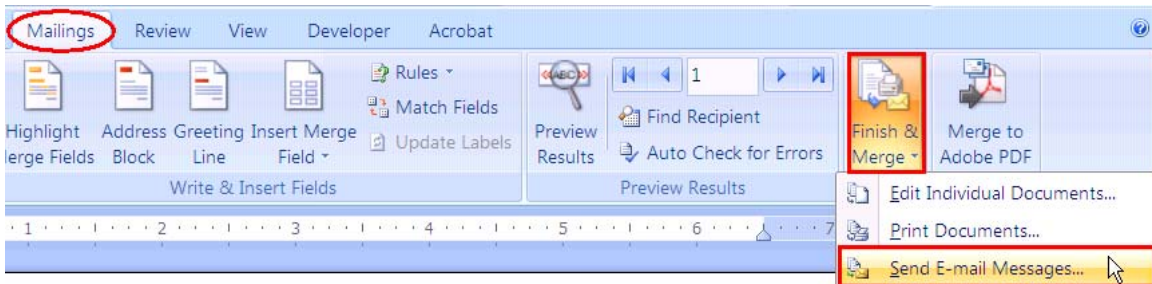 Mailings Review View Developer Acrobat
Rules
Match Fields
Update Labels
Highlight
erge Fields
Address
Block
Greeting
Line
Insert Merge
Field
Write & Insert Fields
ABC
Preview
Results
1
Find Recipient
Auto Check for Errors
Preview Results
Finish &
Merge
Merge to
Adobe PDF
Edit Individual Documents...
Print Documents...
Send E-mail Messages...
1 2 3 4 5 6 7